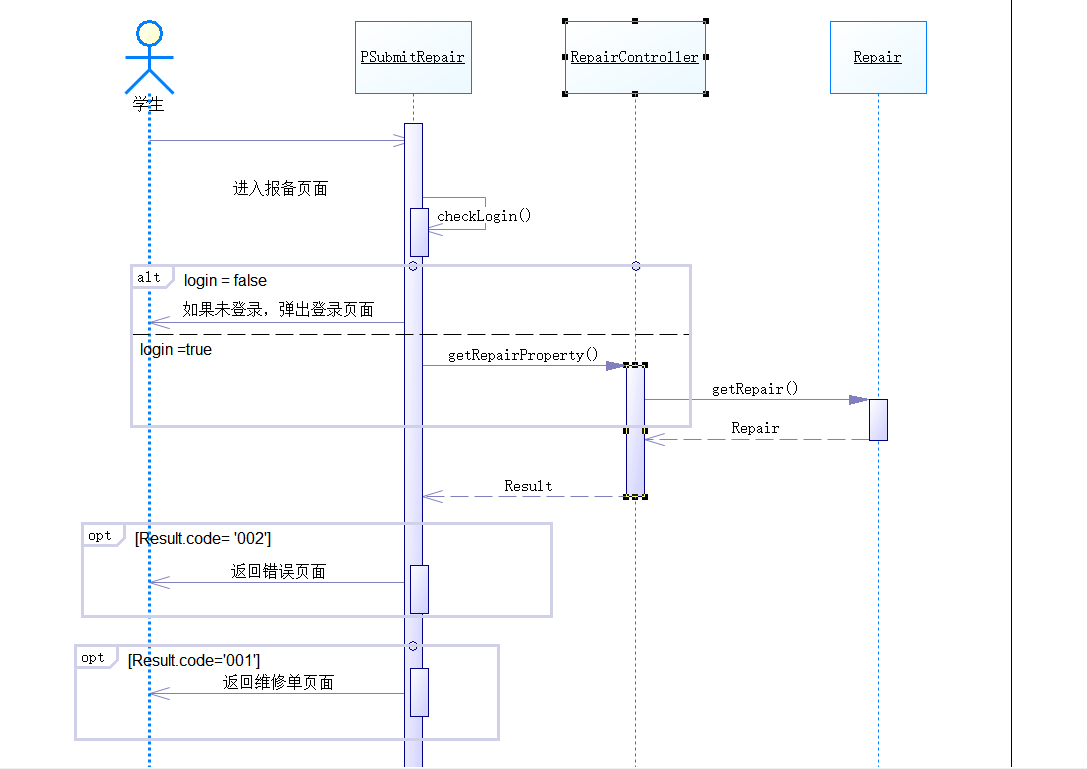 学生
PSubmitRepair
RepairController
Repair
进入报备页面
checkLogin()
alt
login = false
如果未登录，弹出登录页面
login =true
getRepairProperty()
getRepair()
Repair
Result
opt
[Result.code= '002']
返回错误页面
opt
[Result.code='001']
返回维修单页面